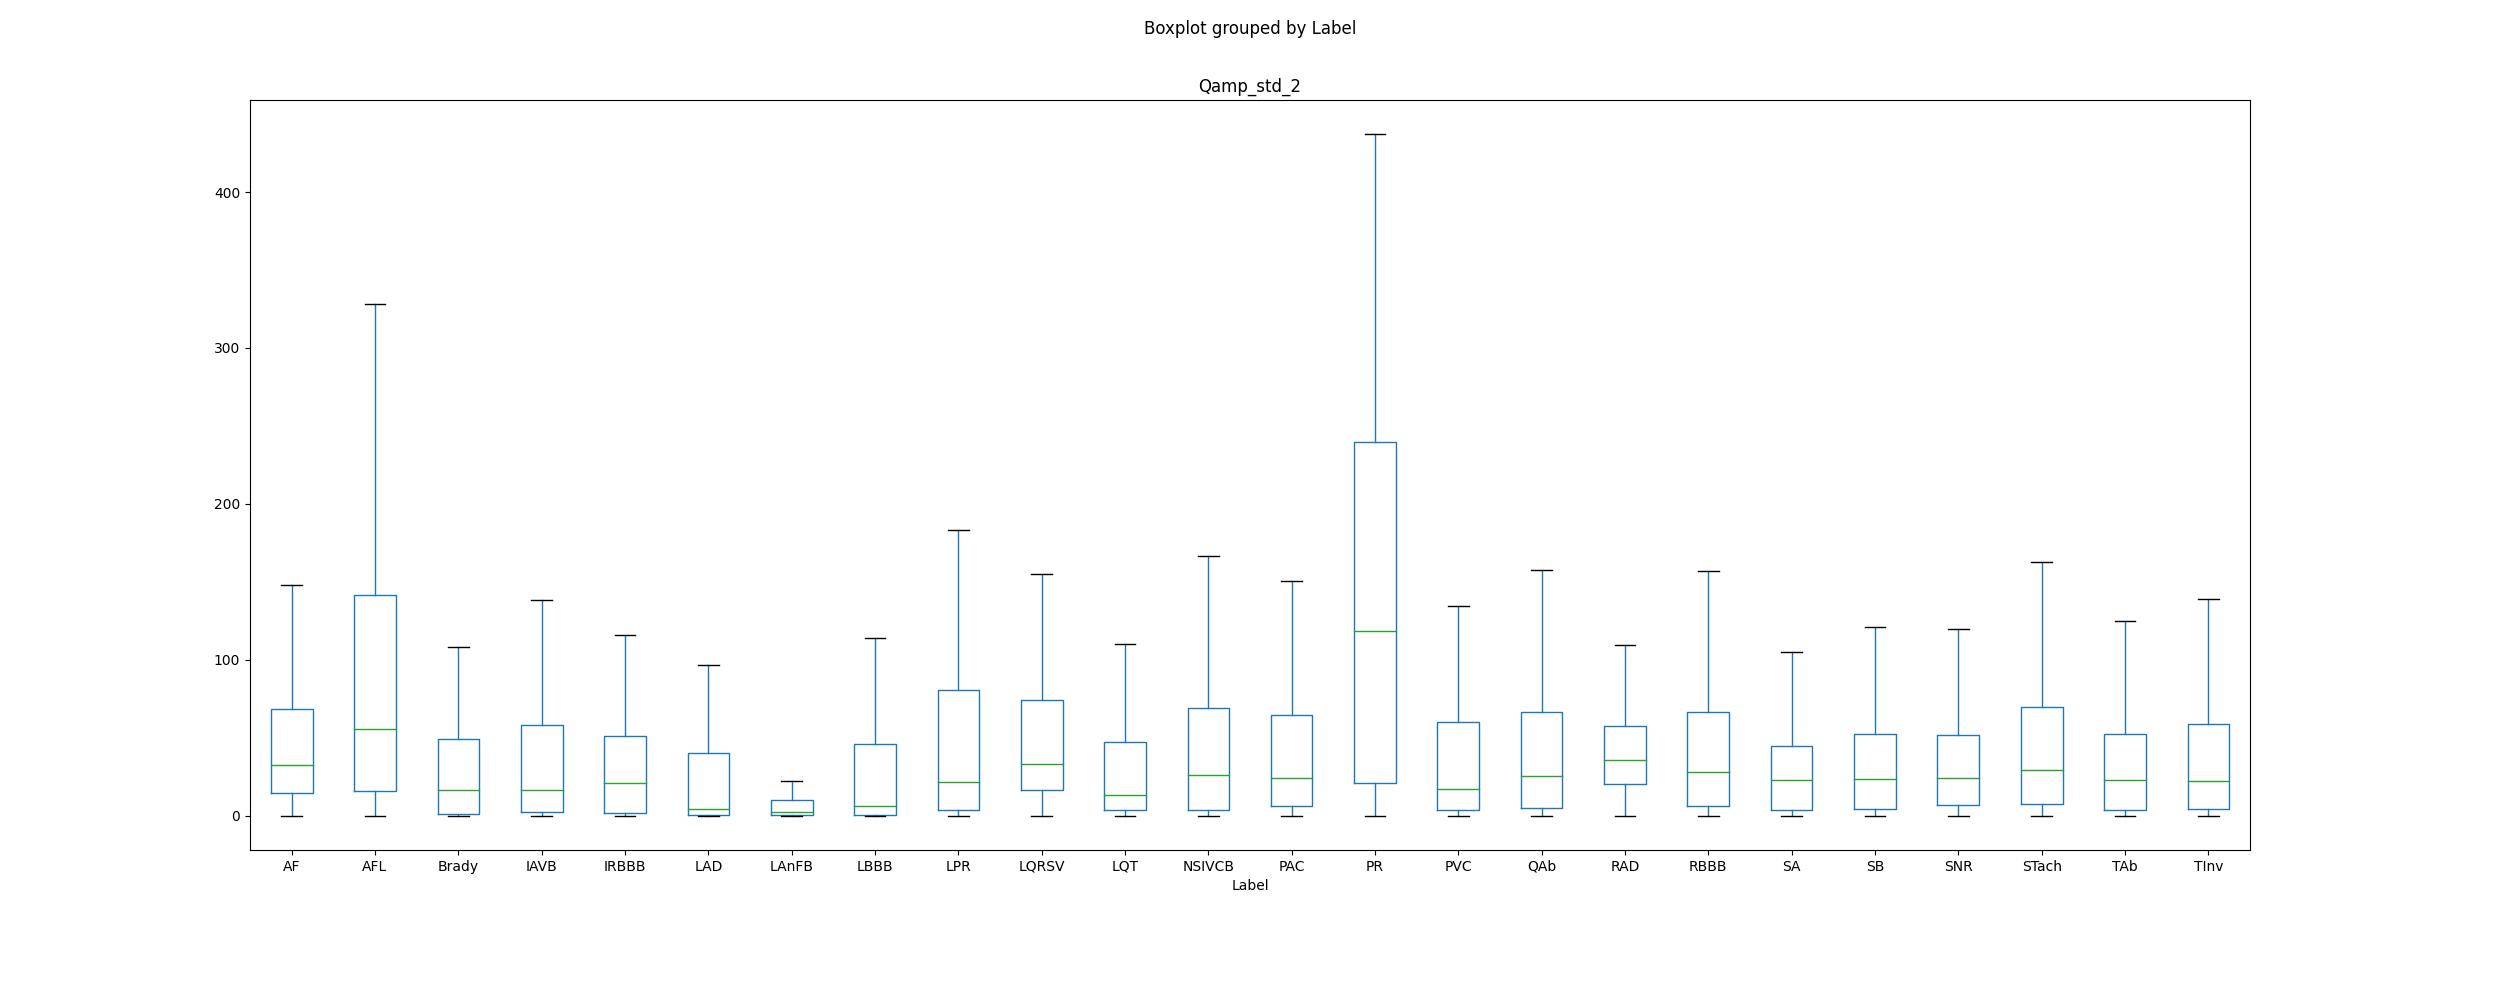 Boxplot grouped by Label
Qamp_std_2
400
300
200
100
0
AF AFL Brady IAVB IRBBB LAD LAnFB LBBB LPR LQRSV LQT NSIVCB PAC PR PVC QAb RAD RBBB SA SB SNR STach TAb TInv
Label